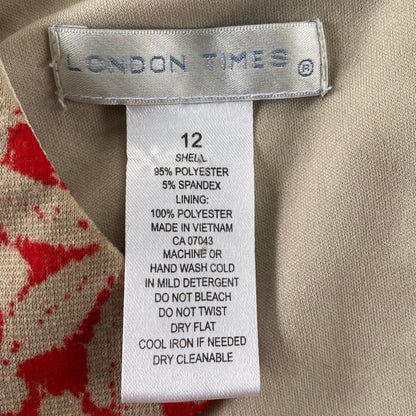 LONDON TIMES ®
12
SHELL
95% POLYESTER
5% SPANDEX
LINING:
100% POLYESTER
MADE IN VIETNAM
CA 07043
MACHINE OR
HAND WASH COLD
IN MILD DETERGENT
DO NOT BLEACH
DO NOT TWIST
DRY FLAT
COOL IRON IF NEEDED
DRY CLEANABLE